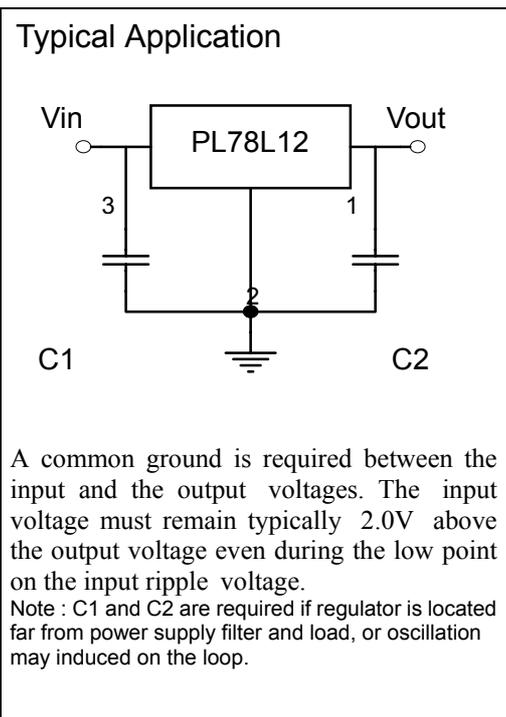 Typical Application
Vin
Vout
PL78L12
3
1
2
C1
C2
A common ground is required between the
input and the output voltages. The input
voltage must remain typically 2.0V above
the output voltage even during the low point
on the input ripple voltage.
Note : C1 and C2 are required if regulator is located
far from power supply filter and load, or oscillation
may induced on the loop.